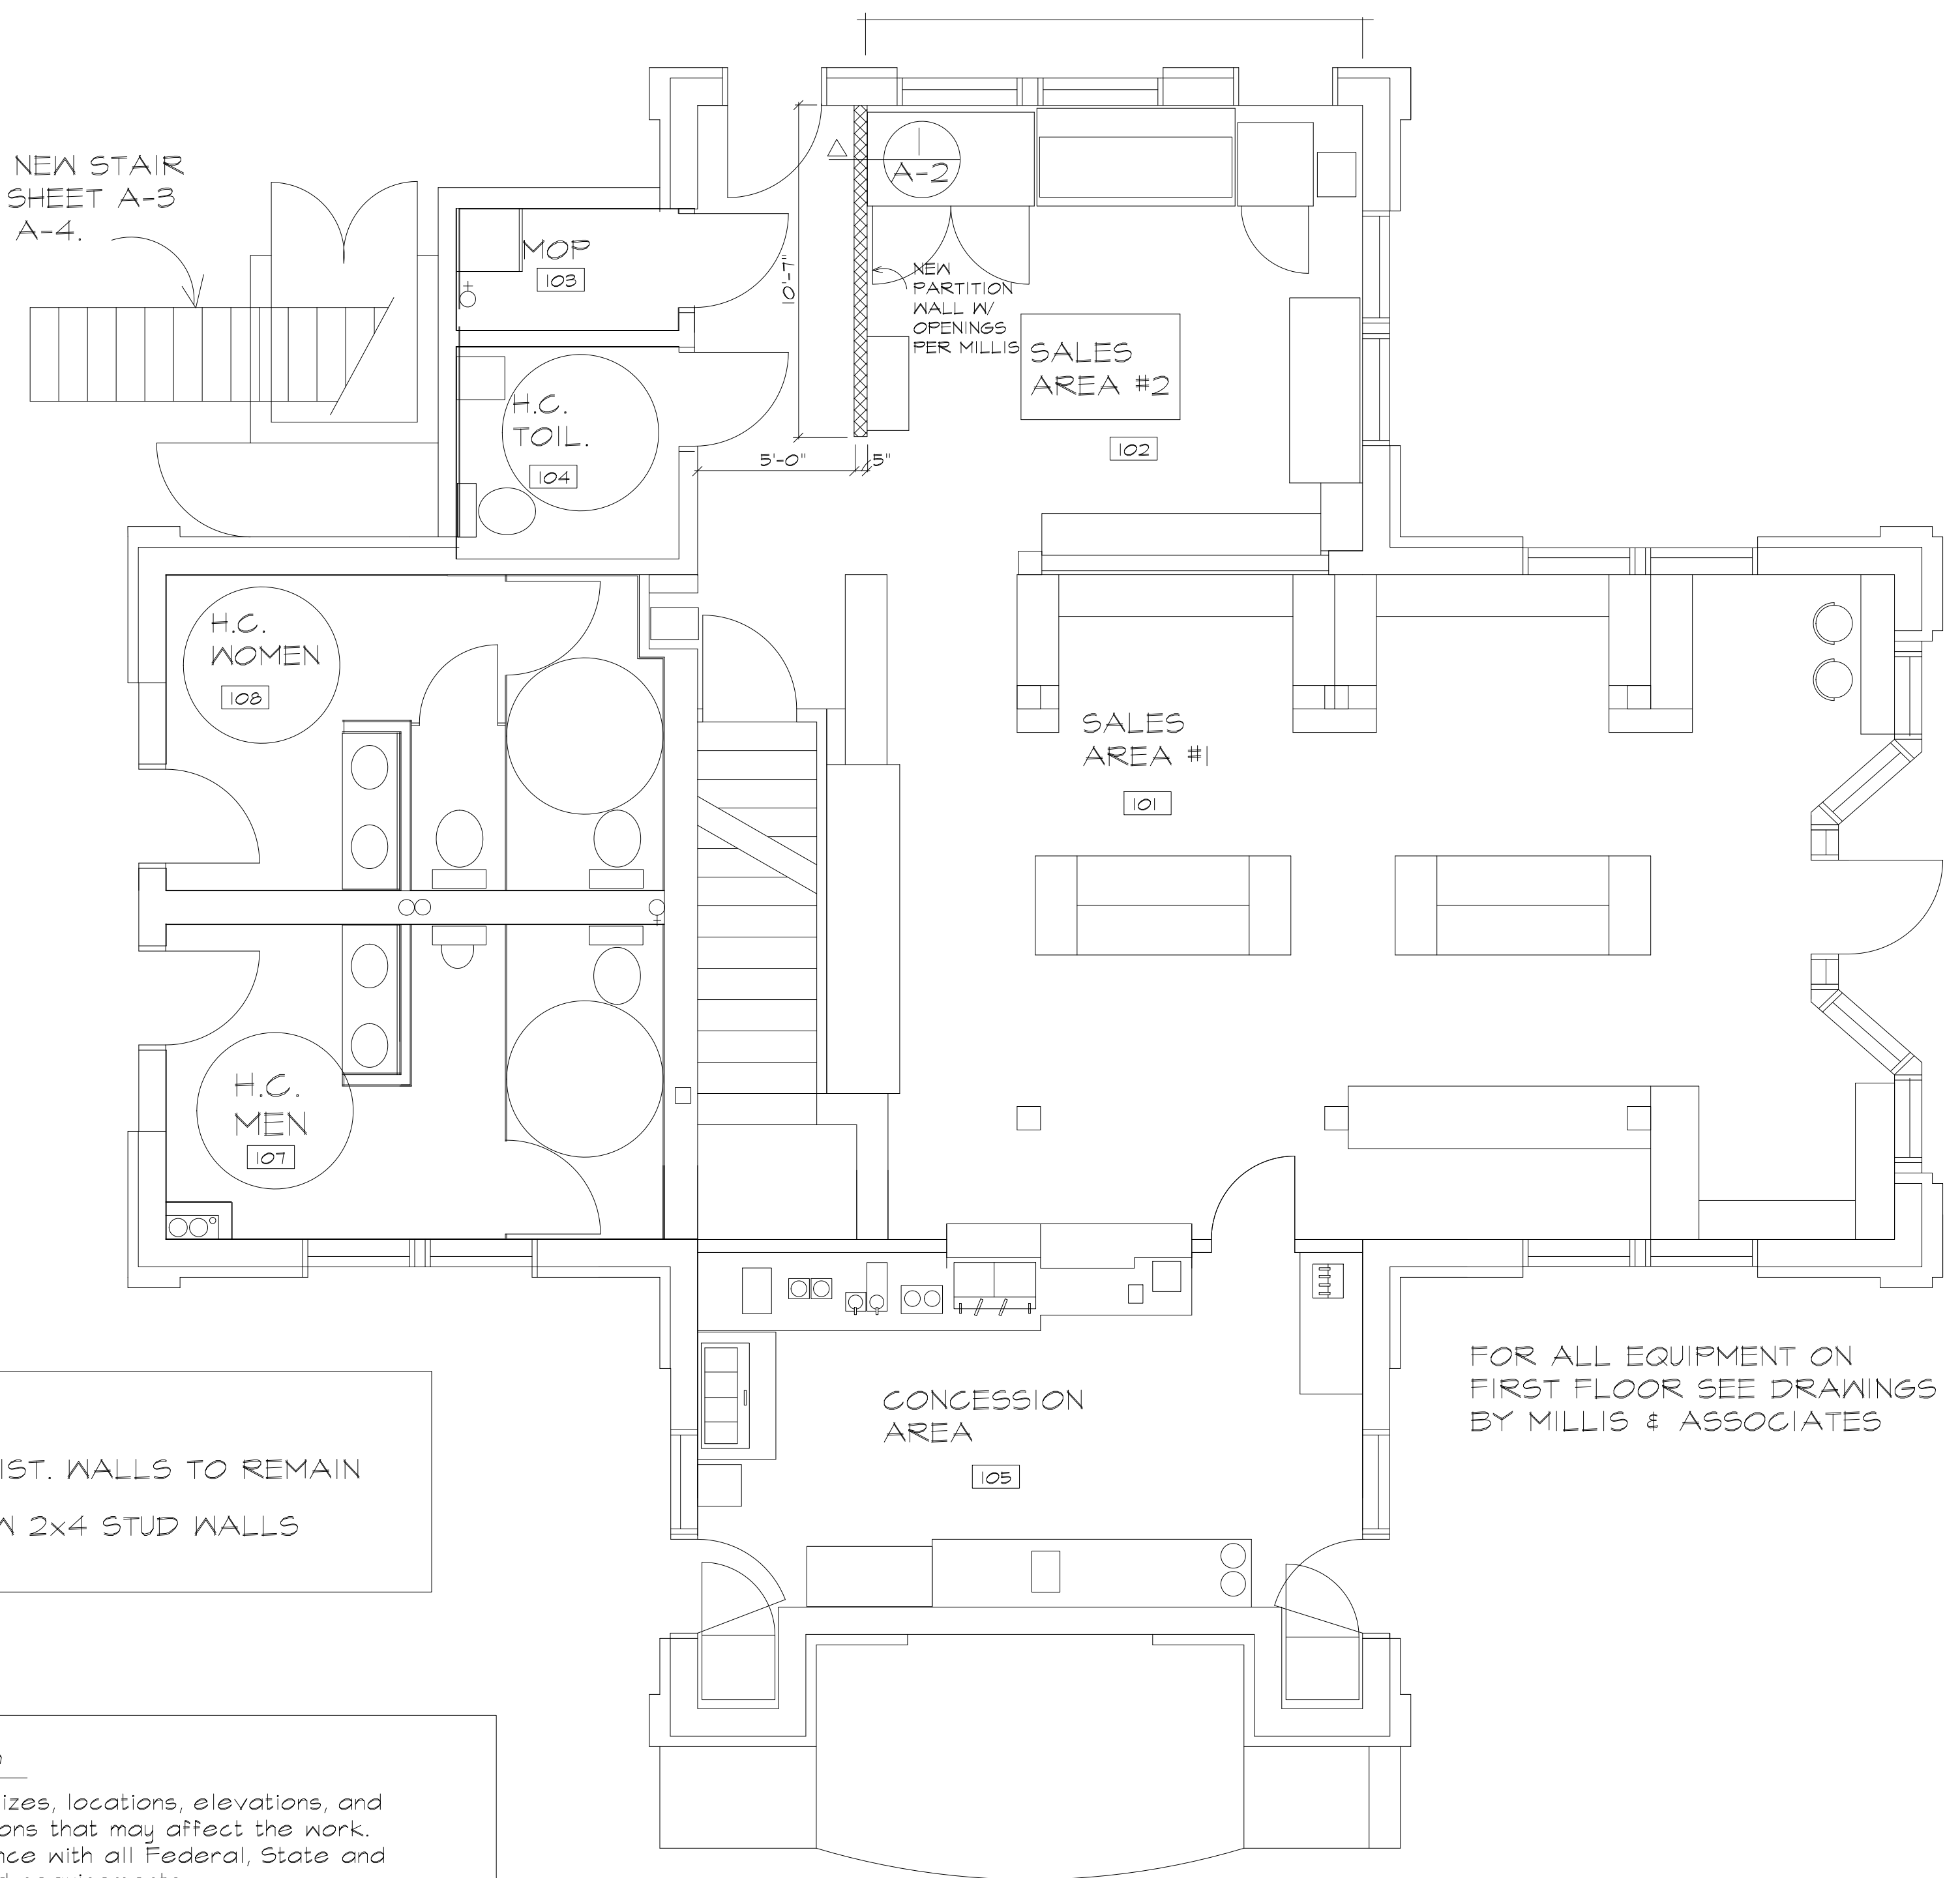 NEW STAIR
SHEET A-3
A-4.
MOP
103
10'-7"
A-2
NEW
PARTITION
WALL W/
OPENINGS
PER MILLIS
SALES
AREA #2
102
H.C.
TOIL.
104
5'-0"
5"
H.C.
WOMEN
108
SALES
AREA #1
101
H.C.
MEN
107
CONCESSION
AREA
105
FOR ALL EQUIPMENT ON
FIRST FLOOR SEE DRAWINGS
BY MILLIS & ASSOCIATES
IST. WALLS TO REMAIN
W 2x4 STUD WALLS
izes, locations, elevations, and
ons that may affect the work.
nce with all Federal, State and